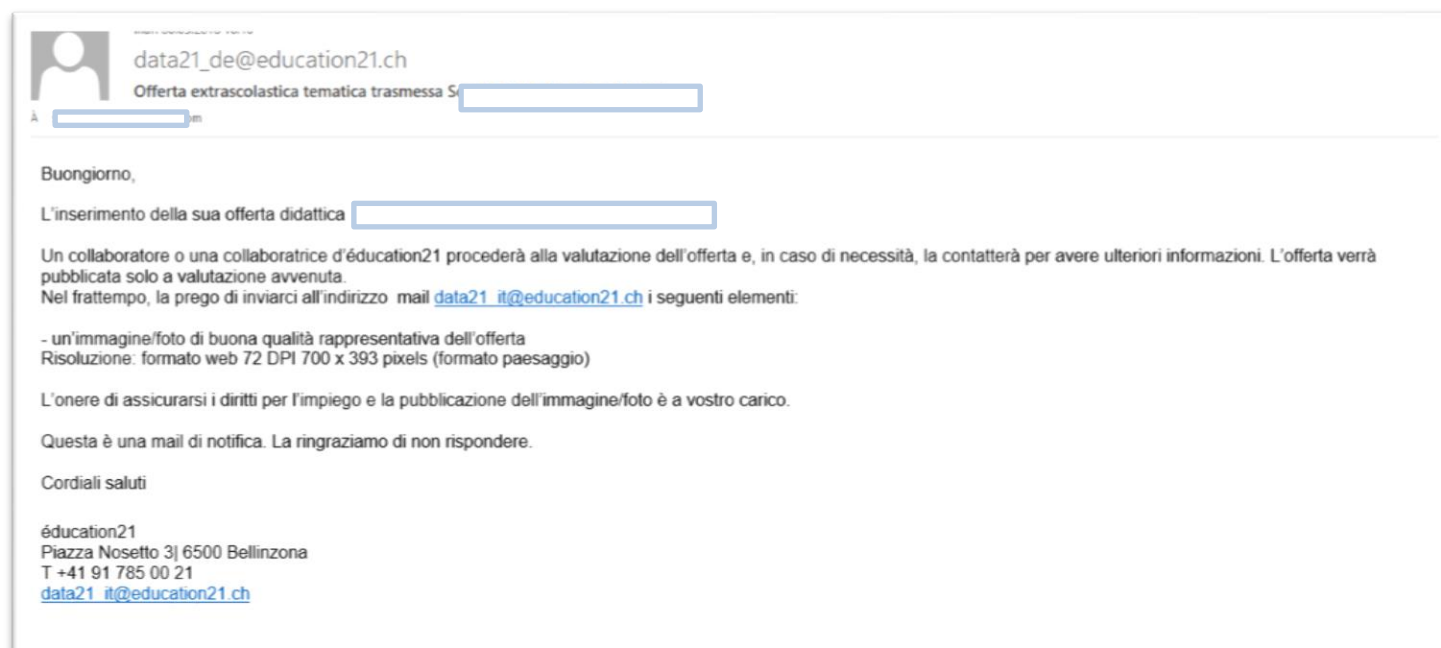 data21_de@education21.ch
Offerta extrascolastica tematica trasmessa
À
Buongiorno,
L'inserimento della sua offerta didattica
Un collaboratore o una collaboratrice d'éducation21 procederà alla valutazione dell'offerta e, in caso di necessità, la contatterà per avere ulteriori informazioni. L'offerta verrà
pubblicata solo a valutazione avvenuta.
Nel frattempo, la prego di inviarci all'indirizzo mail data21_it@education21.ch i seguenti elementi:
- un'immagine/foto di buona qualità rappresentativa dell'offerta
Risoluzione: formato web 72 DPI 700 x 393 pixels (formato paesaggio)
L'onere di assicurarsi i diritti per l'impiego e la pubblicazione dell'immagine/foto è a vostro carico.
Questa è una mail di notifica. La ringraziamo di non rispondere.
Cordiali saluti
éducation21
Piazza Nosetto 3| 6500 Bellinzona
T +41 91 785 00 21
data21_it@education21.ch